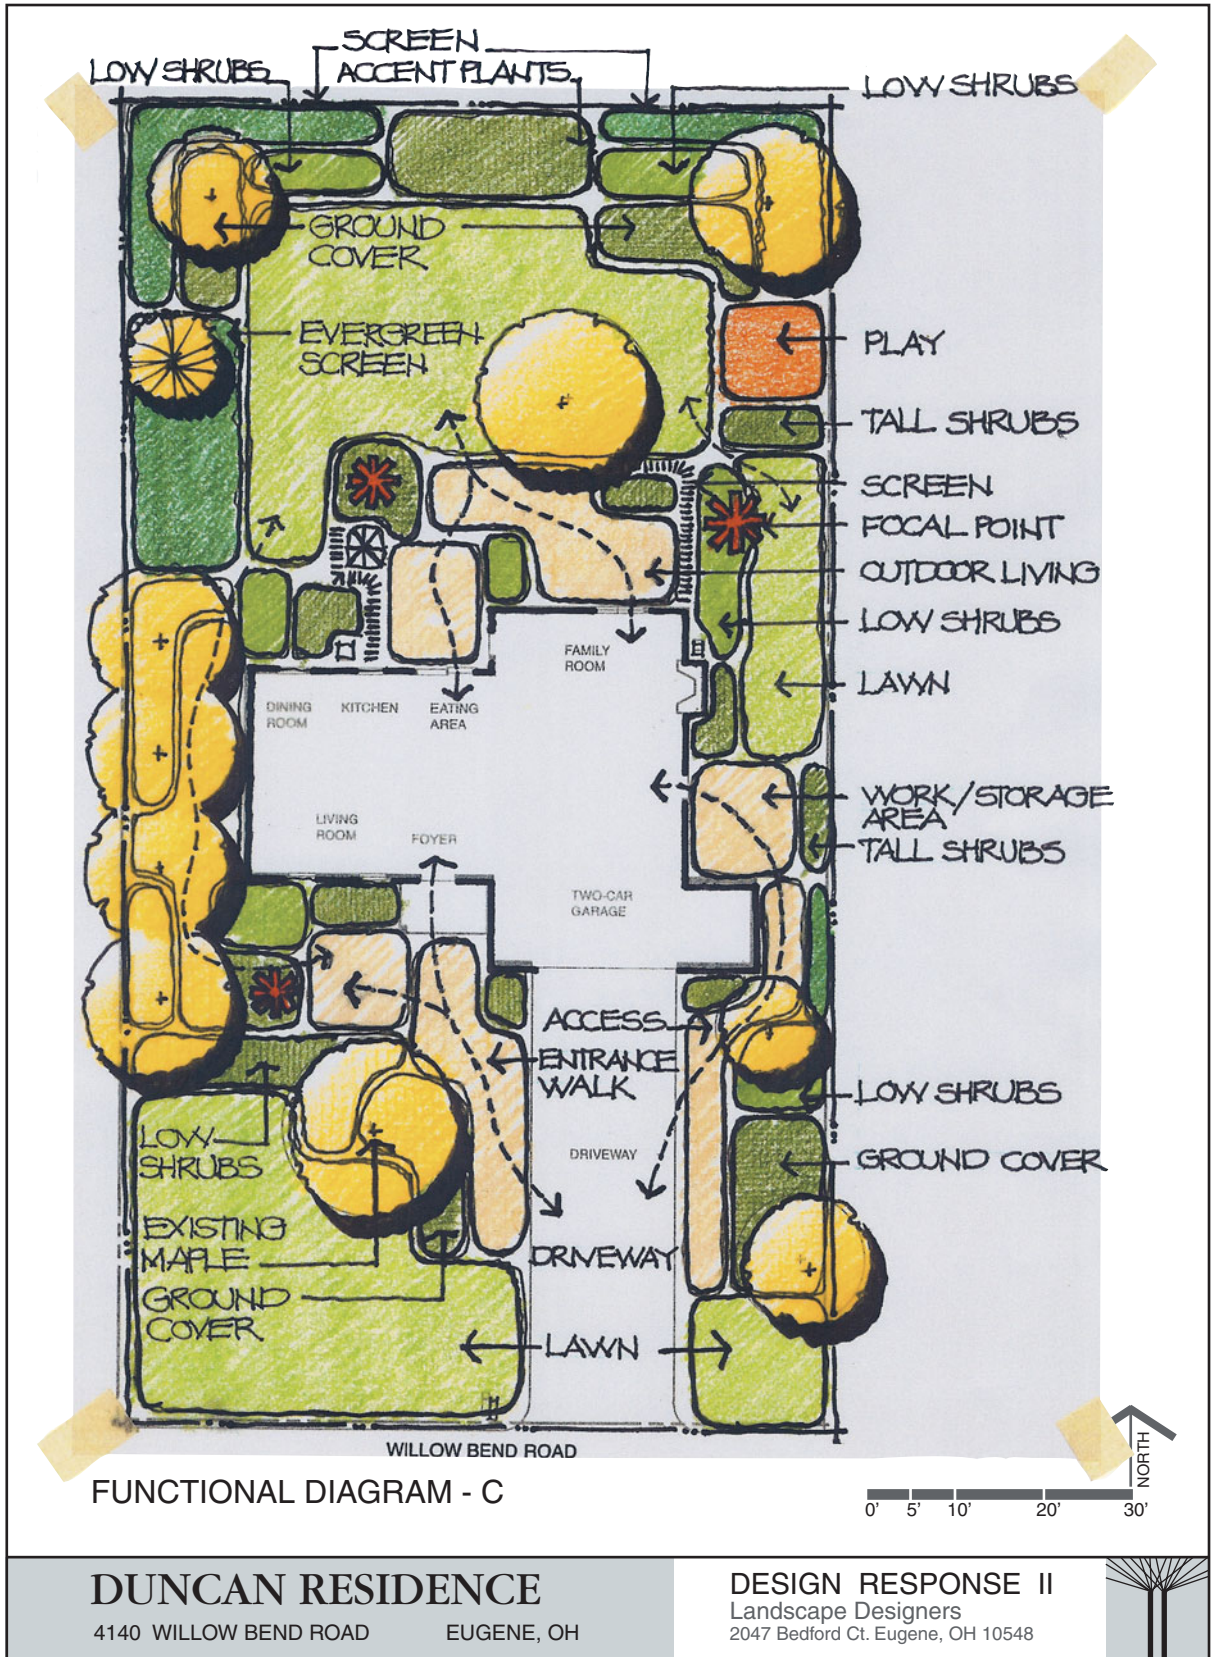 SCREEN
LOW SHRUBS
ACCENT PLANTS
LOW SHRUBS
GROUND
COVER
EVERGREEN
SCREEN
PLAY
TALL SHRUBS
SCREEN
FOCAL POINT
OUTDOOR LIVING
LOW SHRUBS
LAWN
FAMILY
ROOM
DINING
ROOM
KITCHEN
EATING
AREA
WORK/STORAGE
AREA
TALL SHRUBS
LIVING
ROOM
FOYER
TWO-CAR
GARAGE
ACCESS
ENTRANCE
WALK
LOW SHRUBS
LOW
SHRUBS
DRIVEWAY
GROUND COVER
EXISTING
MAPLE
DRIVEWAY
GROUND
COVER
LAWN
WILLOW BEND ROAD
NORTH
FUNCTIONAL DIAGRAM - C
0' 5' 10' 20' 30'
DUNCAN RESIDENCE
4140 WILLOW BEND ROAD EUGENE, OH
DESIGN RESPONSE II
Landscape Designers
2047 Bedford Ct. Eugene, OH 10548